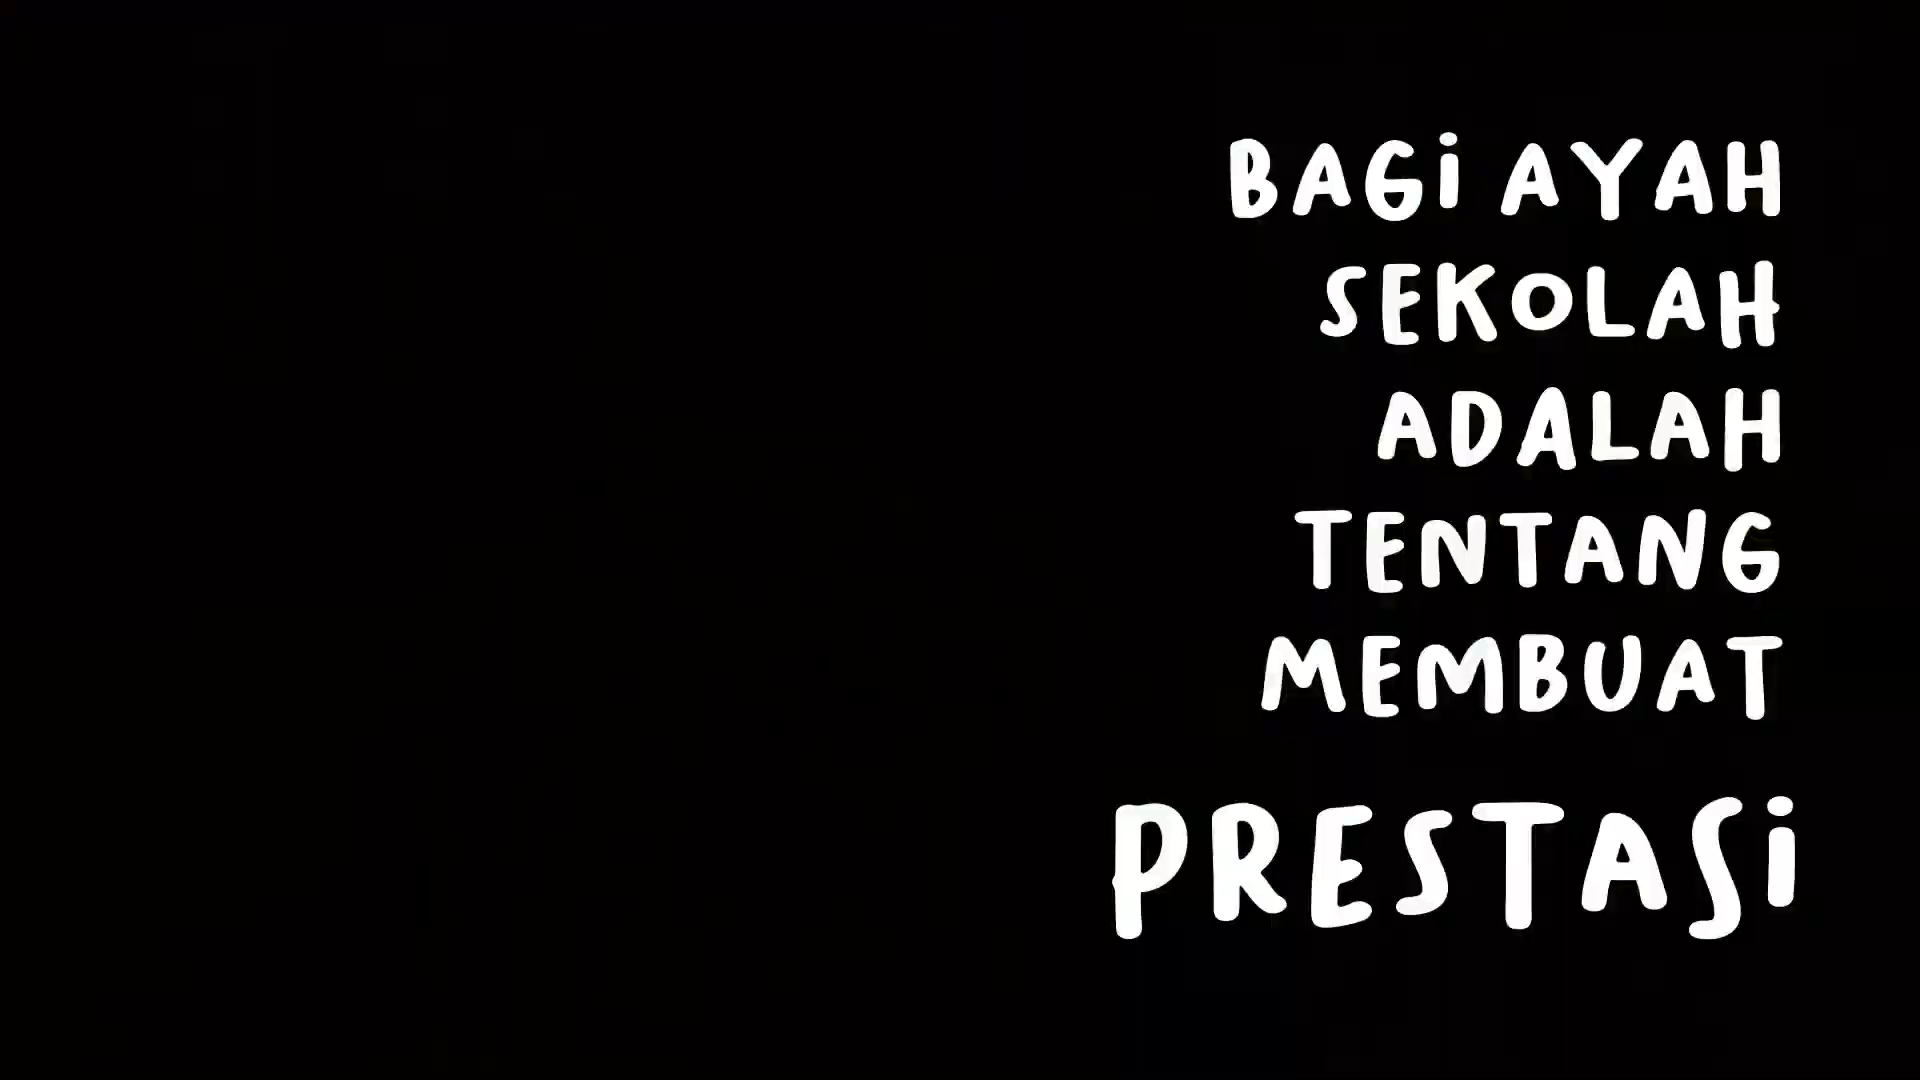 BAGI AYAH
SEKOLAH
ADALAH
TENTANG
MEMBUAT
PRESTASI